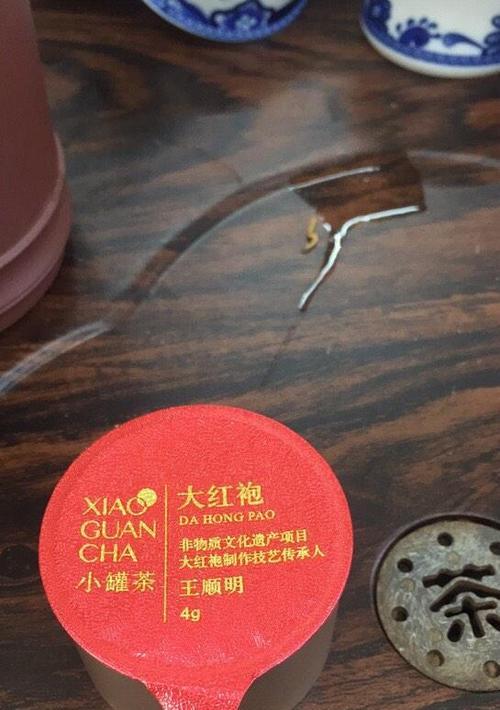 XIAO
GUAN
CHA
小罐茶
大红袍
DA HONG PAO
非物质文化遗产项目
大红袍制作技艺传承人
王顺明
4g
茶